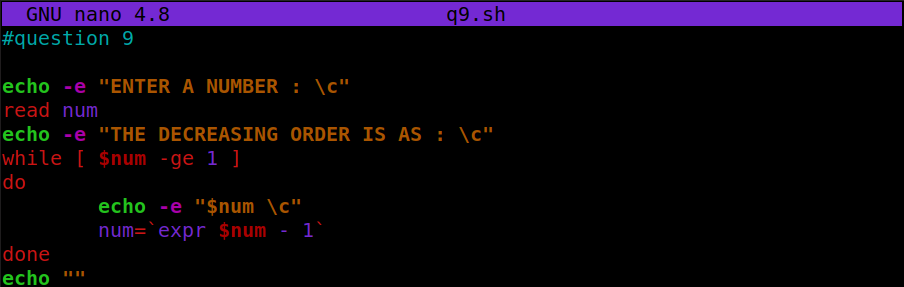 GNU nano 4.8 q9.sh
#question 9
echo -e "ENTER A NUMBER : \c"
read num
echo -e "THE DECREASING ORDER IS AS : \c"
while [ $num -ge 1 ]
do
        echo -e "$num \c"
        num=`expr $num - 1`
done
echo ""